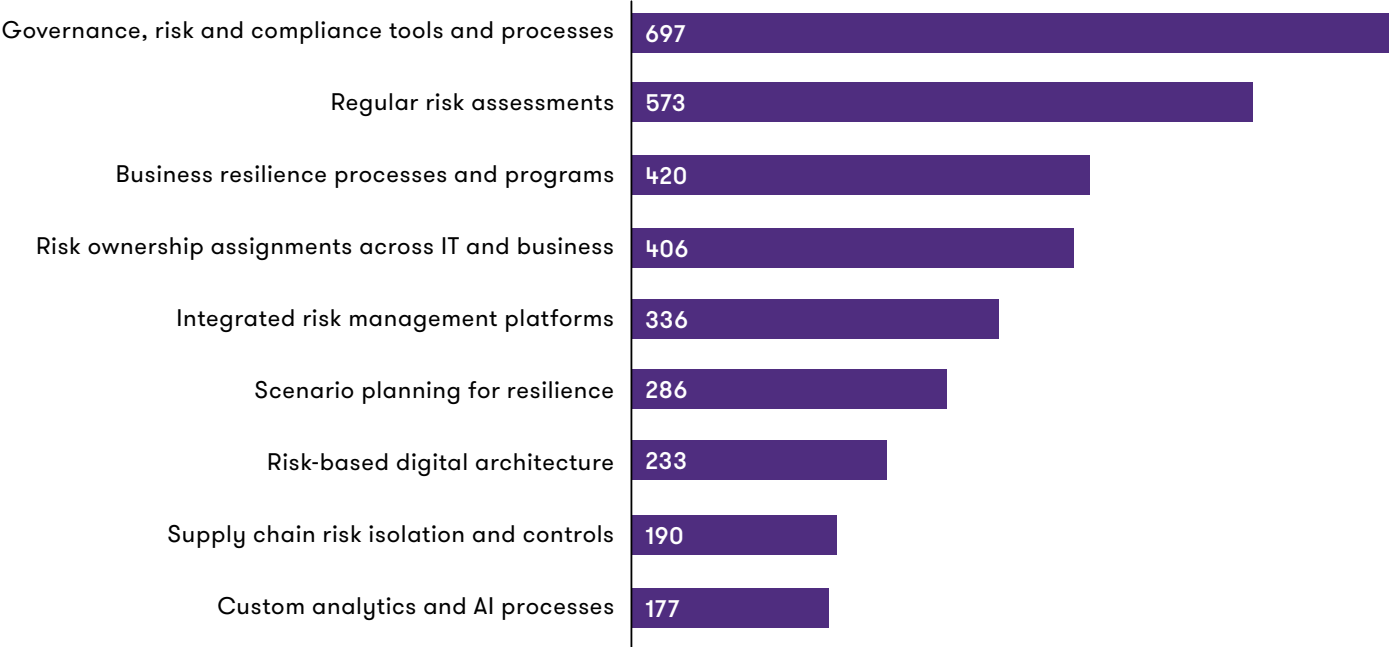 Governance, risk and compliance tools and processes 697
Regular risk assessments 573
Business resilience processes and programs 420
Risk ownership assignments across IT and business 406
Integrated risk management platforms 336
Scenario planning for resilience 286
Risk-based digital architecture 233
Supply chain risk isolation and controls 190
Custom analytics and AI processes 177